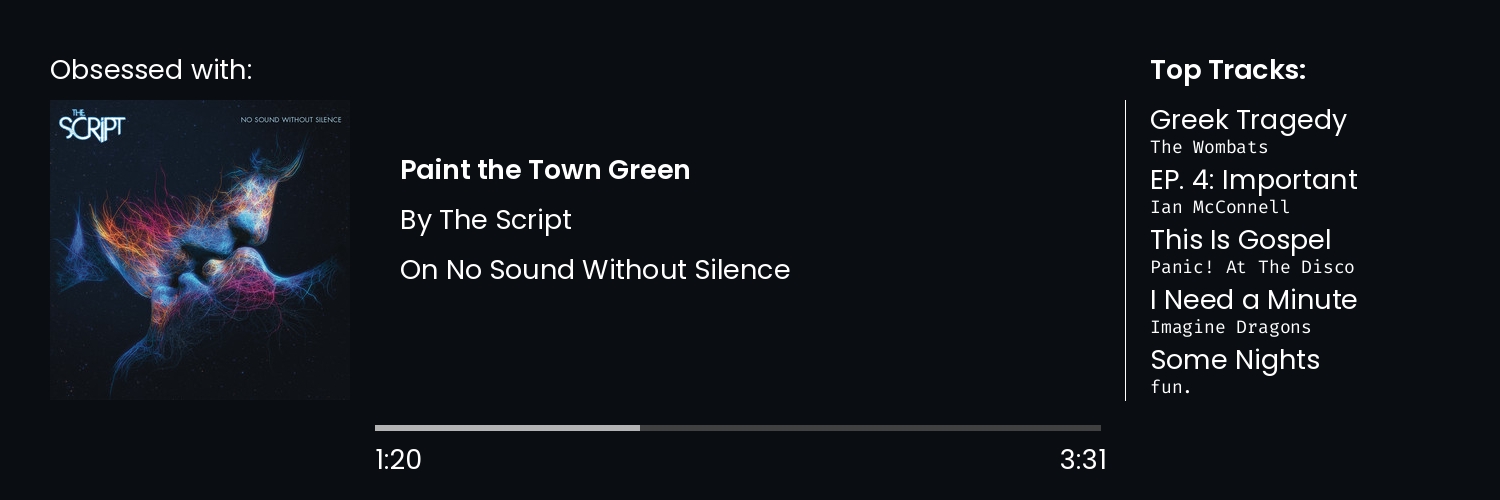 Obsessed with:
THE
SCRIPT
NO SOUND WITHOUT SILENCE
Paint the Town Green
By The Script
On No Sound Without Silence
1:20
3:31
Top Tracks:
Greek Tragedy
The Wombats
EP. 4: Important
Ian McConnell
This Is Gospel
Panic! At The Disco
I Need a Minute
Imagine Dragons
Some Nights
fun.